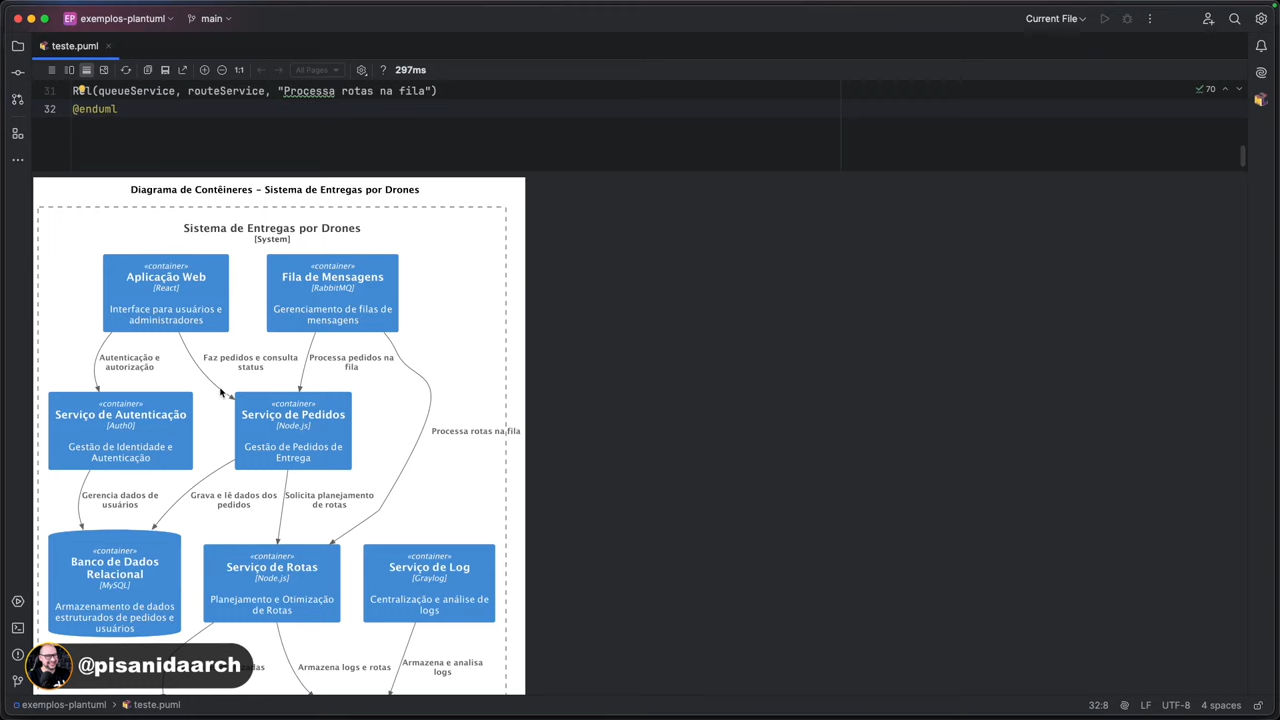 EP exemplos-plantuml main Current File
teste.puml
1:1 All Pages ? 297ms
31 Rel(queueService, routeService, "Processa rotas na fila") 70
32 @enduml
Diagrama de Contêineres - Sistema de Entregas por Drones
Sistema de Entregas por Drones
[System]
«container»
Aplicação Web
[React]
Interface para usuários e
administradores
«container»
Fila de Mensagens
[RabbitMQ]
Gerenciamento de filas de
mensagens
Autenticação e
autorização
Faz pedidos e consulta
status
Processa pedidos na
fila
«container»
Serviço de Autenticação
[Auth0]
Gestão de Identidade e
Autenticação
«container»
Serviço de Pedidos
[Node.js]
Gestão de Pedidos de
Entrega
Processa rotas na fila
Gerencia dados de
usuários
Grava e lê dados dos
pedidos
Solicita planejamento
de rotas
«container»
Banco de Dados
Relacional
[MySQL]
Armazenamento de dados
estruturados de pedidos e
usuários
«container»
Serviço de Rotas
[Node.js]
Planejamento e Otimização
de Rotas
«container»
Serviço de Log
[Graylog]
Centralização e análise de
logs
Armazena logs e rotas
Armazena e analisa
logs
@pisanidaarch
exemplos-plantuml > teste.puml 32:8 LF UTF-8 4 spaces